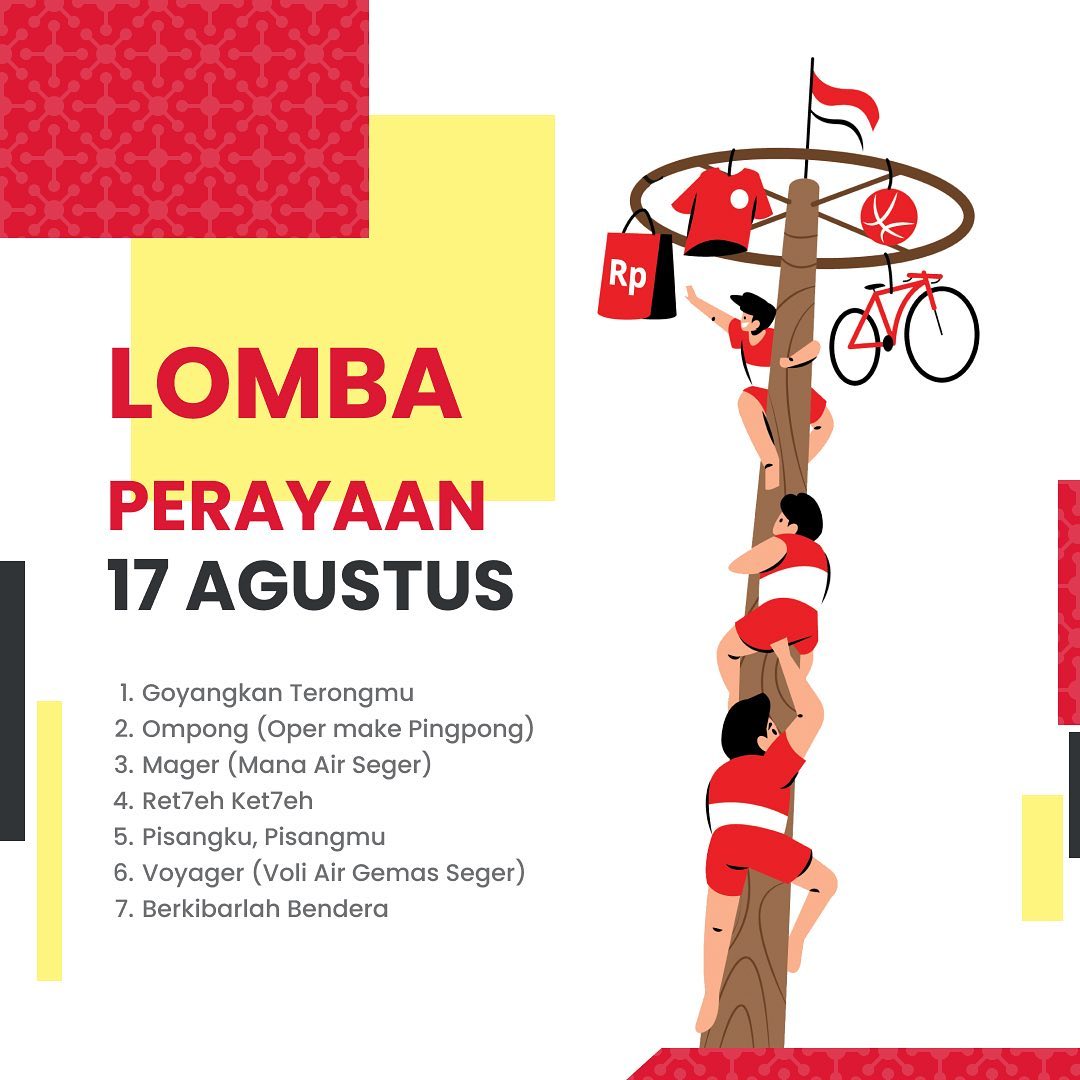 LOMBA
PERAYAAN
17 AGUSTUS
1. Goyangkan Terongmu
2. Ompong (Oper make Pingpong)
3. Mager (Mana Air Seger)
4. Ret7eh Ket7eh
5. Pisangku, Pisangmu
6. Voyager (Voli Air Gemas Seger)
7. Berkibarlah Bendera
Rp